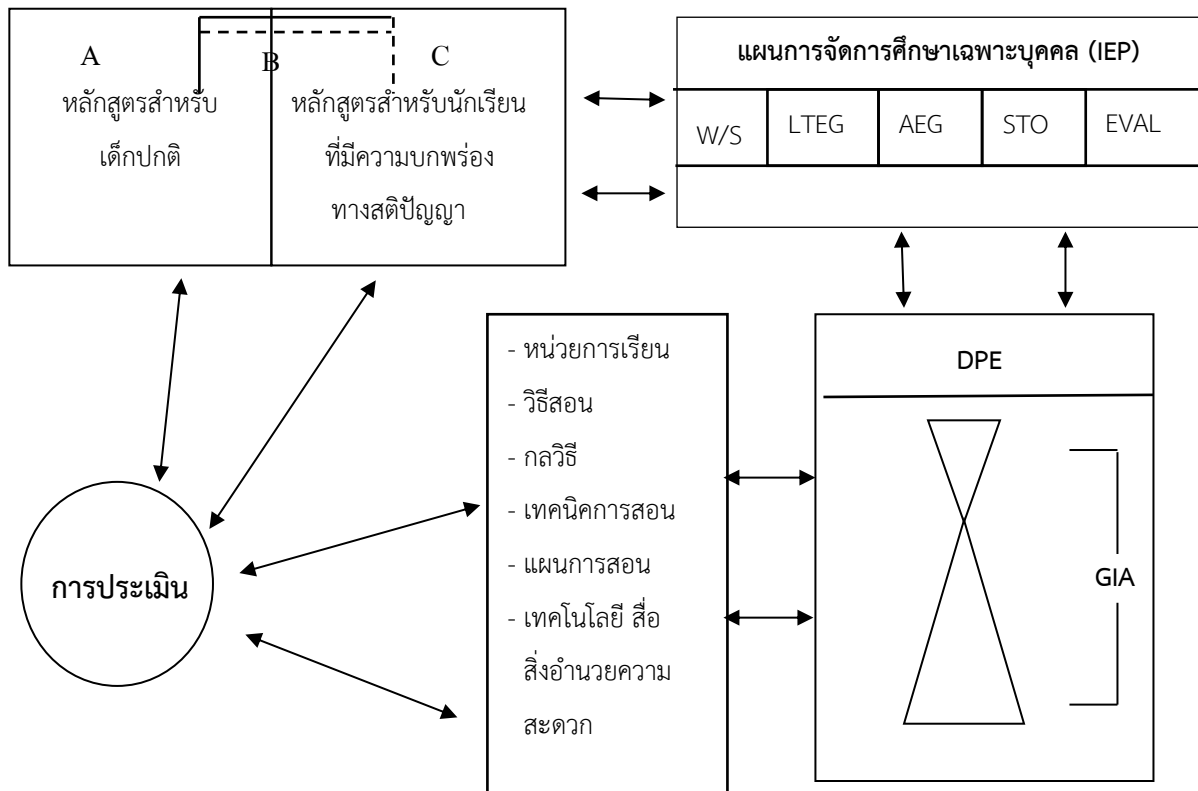 A
B
C
หลักสูตรสำหรับ
เด็กปกติ
หลักสูตรสำหรับนักเรียน
ที่มีความบกพร่อง
ทางสติปัญญา
แผนการจัดการศึกษาเฉพาะบุคคล (IEP)
W/S
LTEG
AEG
STO
EVAL
- หน่วยการเรียน
- วิธีสอน
- กลวิธี
- เทคนิคการสอน
- แผนการสอน
- เทคโนโลยี สื่อ
สิ่งอำนวยความ
สะดวก
DPE
GIA
การประเมิน